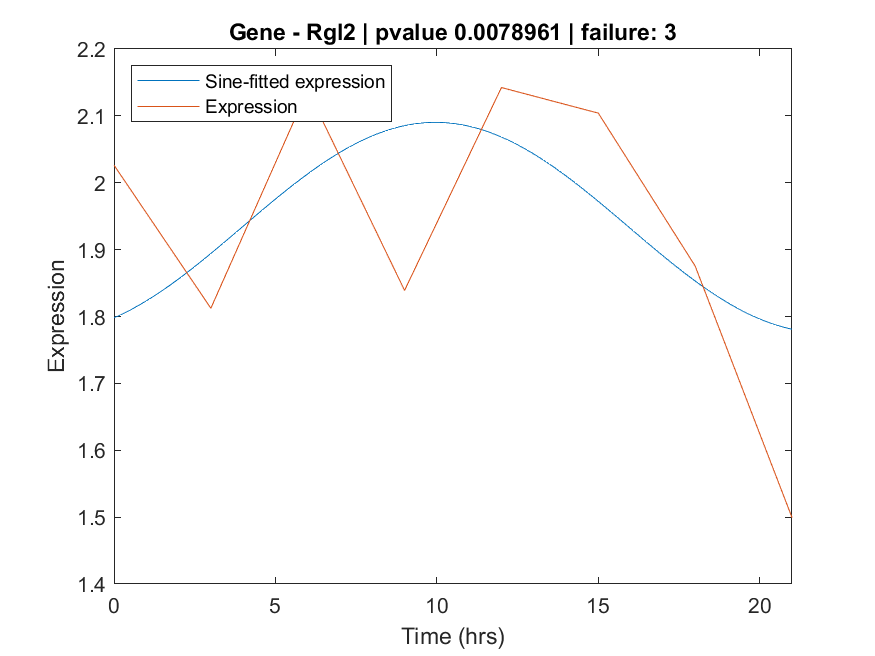 Gene - Rgl2 | pvalue 0.0078961 | failure: 3
2.2
2.1
2
1.9
1.8
1.7
1.6
1.5
1.4
Sine-fitted expression
Expression
Expression
0
5
10
15
20
Time (hrs)